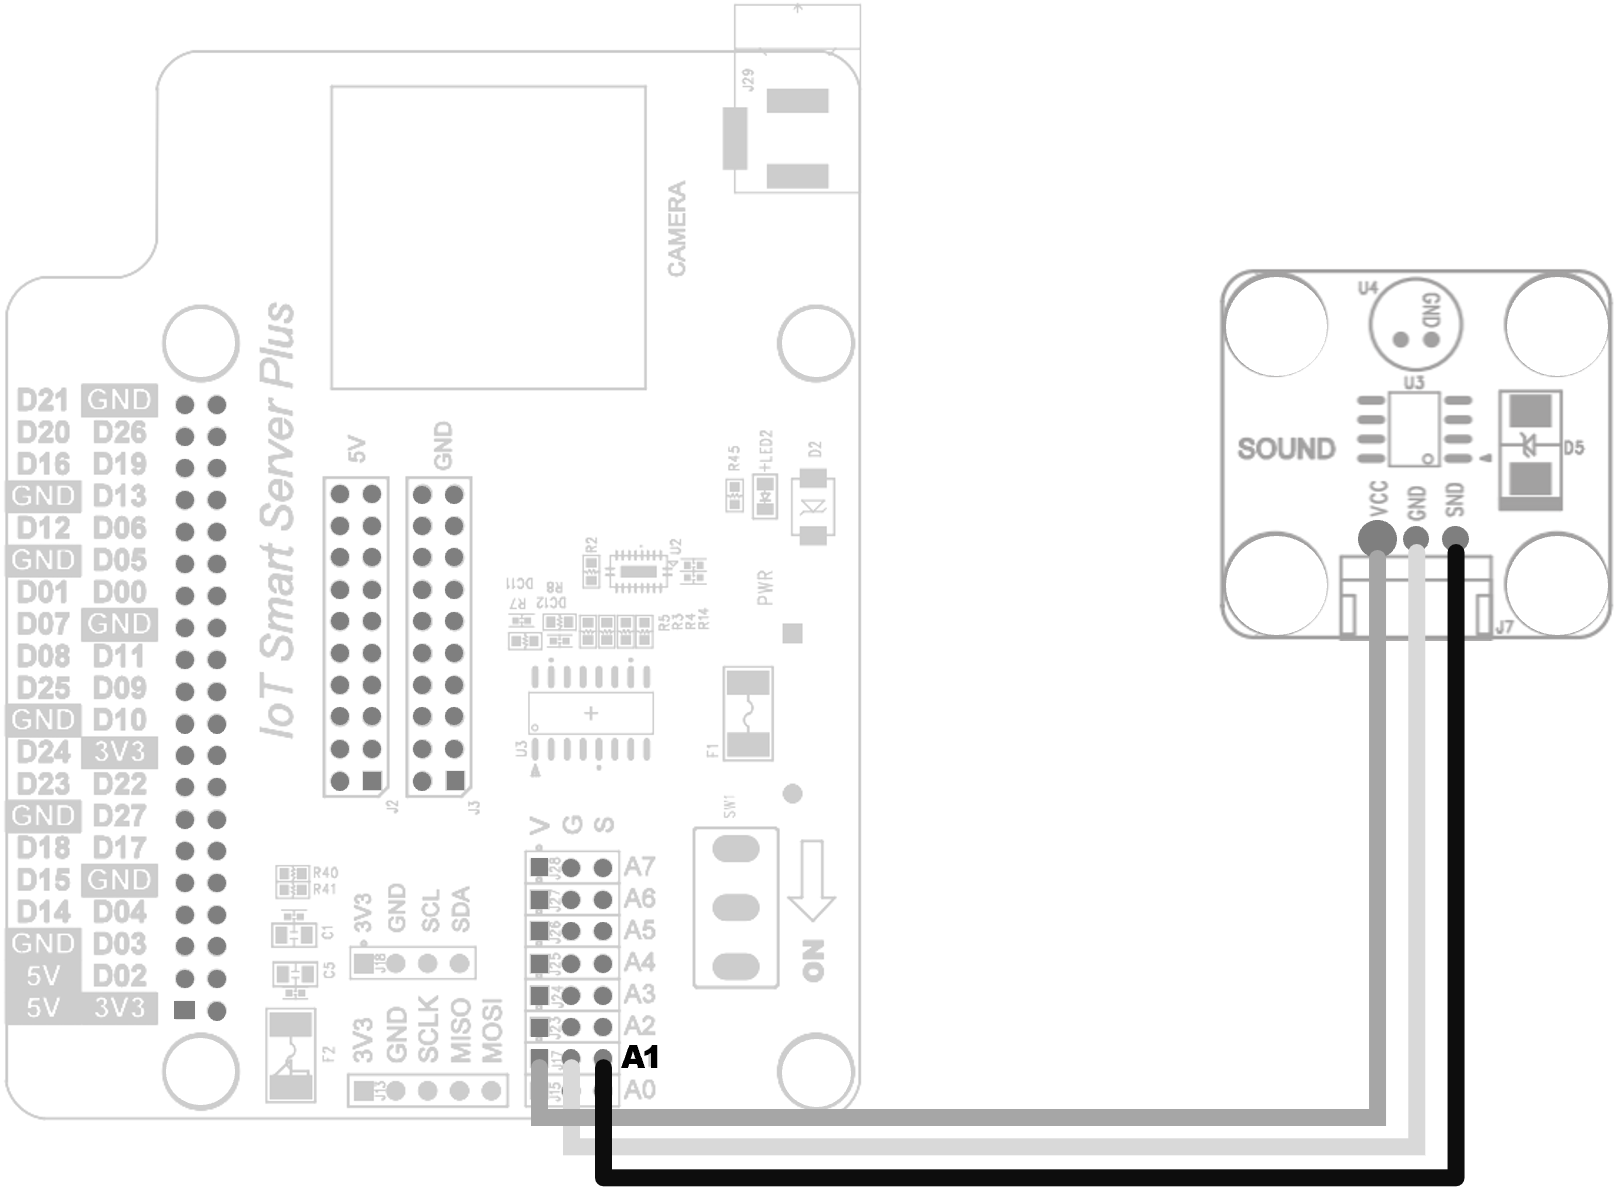 J29
CAMERA
IoT Smart Server Plus
D21 GND
D20 D26
D16 D19
GND D13
D12 D06
GND D05
D01 D00
D07 GND
D08 D11
D25 D09
GND D10
D24 3V3
D23 D22
GND D27
D18 D17
D15 GND
D14 D04
GND D03
5V D02
5V 3V3
5V
GND
J2
J3
R45
+LED2
D2
R2
U2
DC11
R8
R7
DC12
R5
R3
R4
R14
PWR
U3
F1
SW1
ON
V G S
J28 A7
J27 A6
J26 A5
J25 A4
J24 A3
J23 A2
J17 A1
J15 A0
R40
R41
C1
C5
F2
3V3 GND SCL SDA
J18
3V3 GND SCLK MISO MOSI
J13
U4
GND
U3
SOUND
D5
VCC GND SND
J7